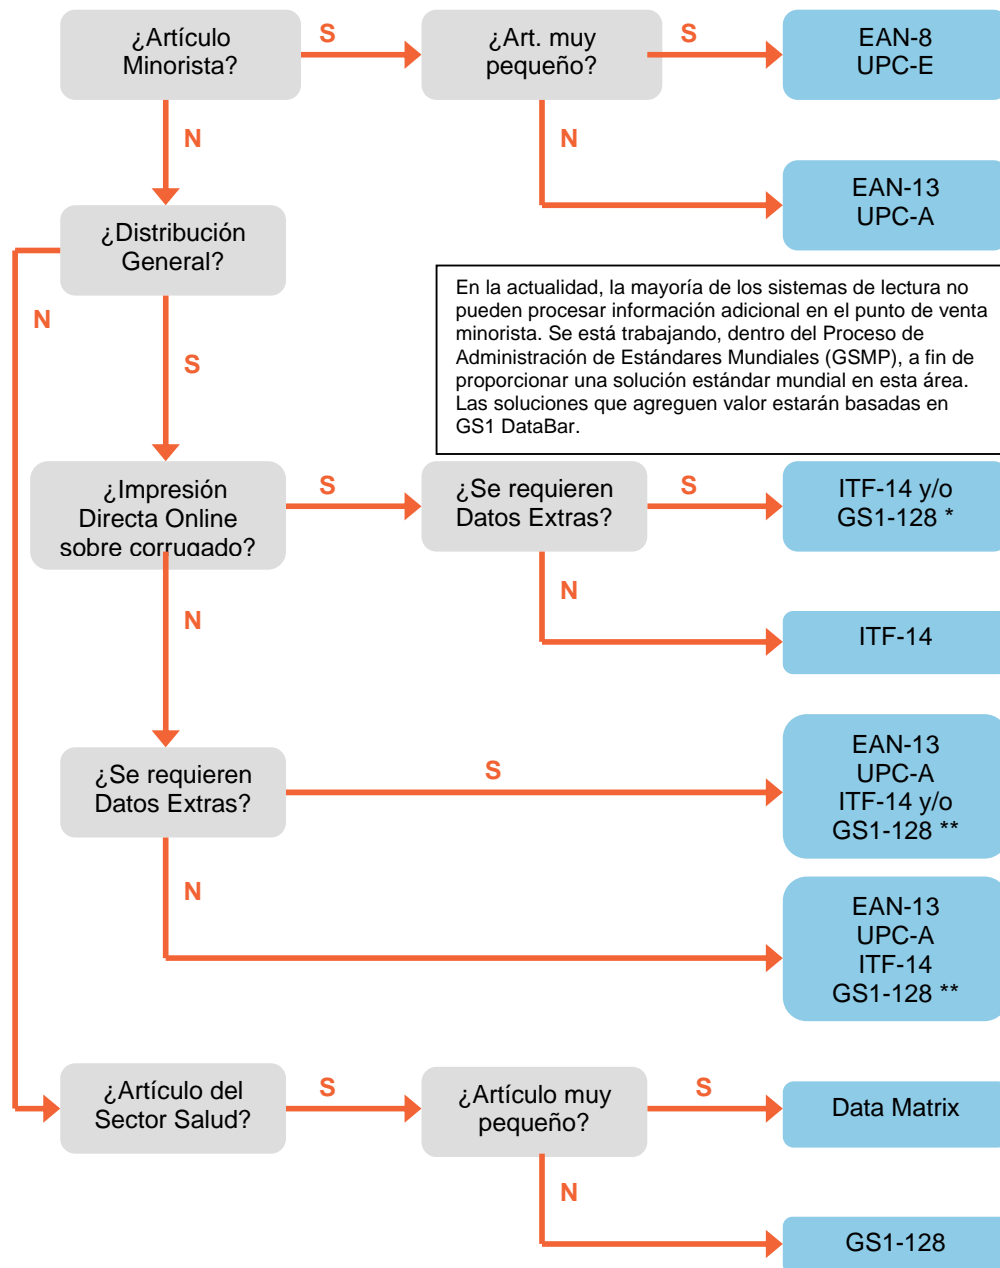 ¿Artículo
Minorista?
S
¿Art. muy
pequeño?
S
EAN-8
UPC-E
N
N
EAN-13
UPC-A
¿Distribución
General?
N
S
En la actualidad, la mayoría de los sistemas de lectura no
pueden procesar información adicional en el punto de venta
minorista. Se está trabajando, dentro del Proceso de
Administración de Estándares Mundiales (GSMP), a fin de
proporcionar una solución estándar mundial en esta área.
Las soluciones que agreguen valor estarán basadas en
GS1 DataBar.
¿Impresión
Directa Online
sobre corrugado?
S
¿Se requieren
Datos Extras?
S
ITF-14 y/o
GS1-128 *
N
N
ITF-14
¿Se requieren
Datos Extras?
S
EAN-13
UPC-A
ITF-14 y/o
GS1-128 **
N
EAN-13
UPC-A
ITF-14
GS1-128 **
¿Artículo del
Sector Salud?
S
¿Artículo muy
pequeño?
S
Data Matrix
N
GS1-128